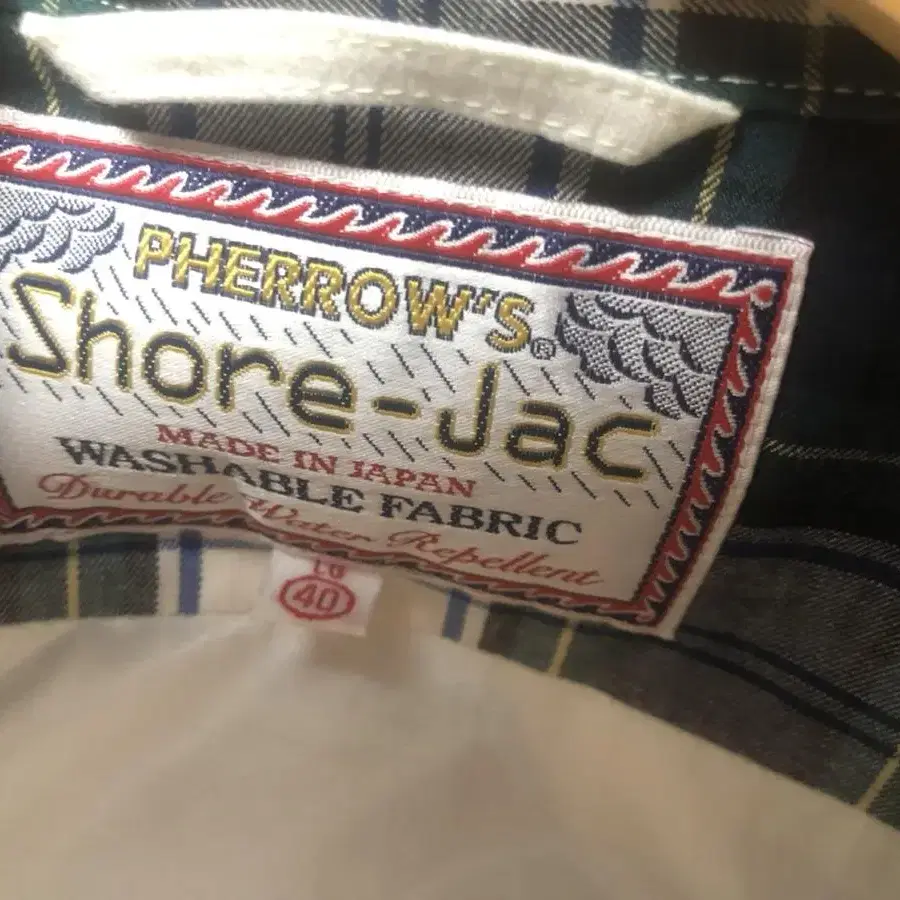 PHERROW'S®
Shore-Jac
MADE IN JAPAN
WASHABLE FABRIC
Durable Water Repellent
40